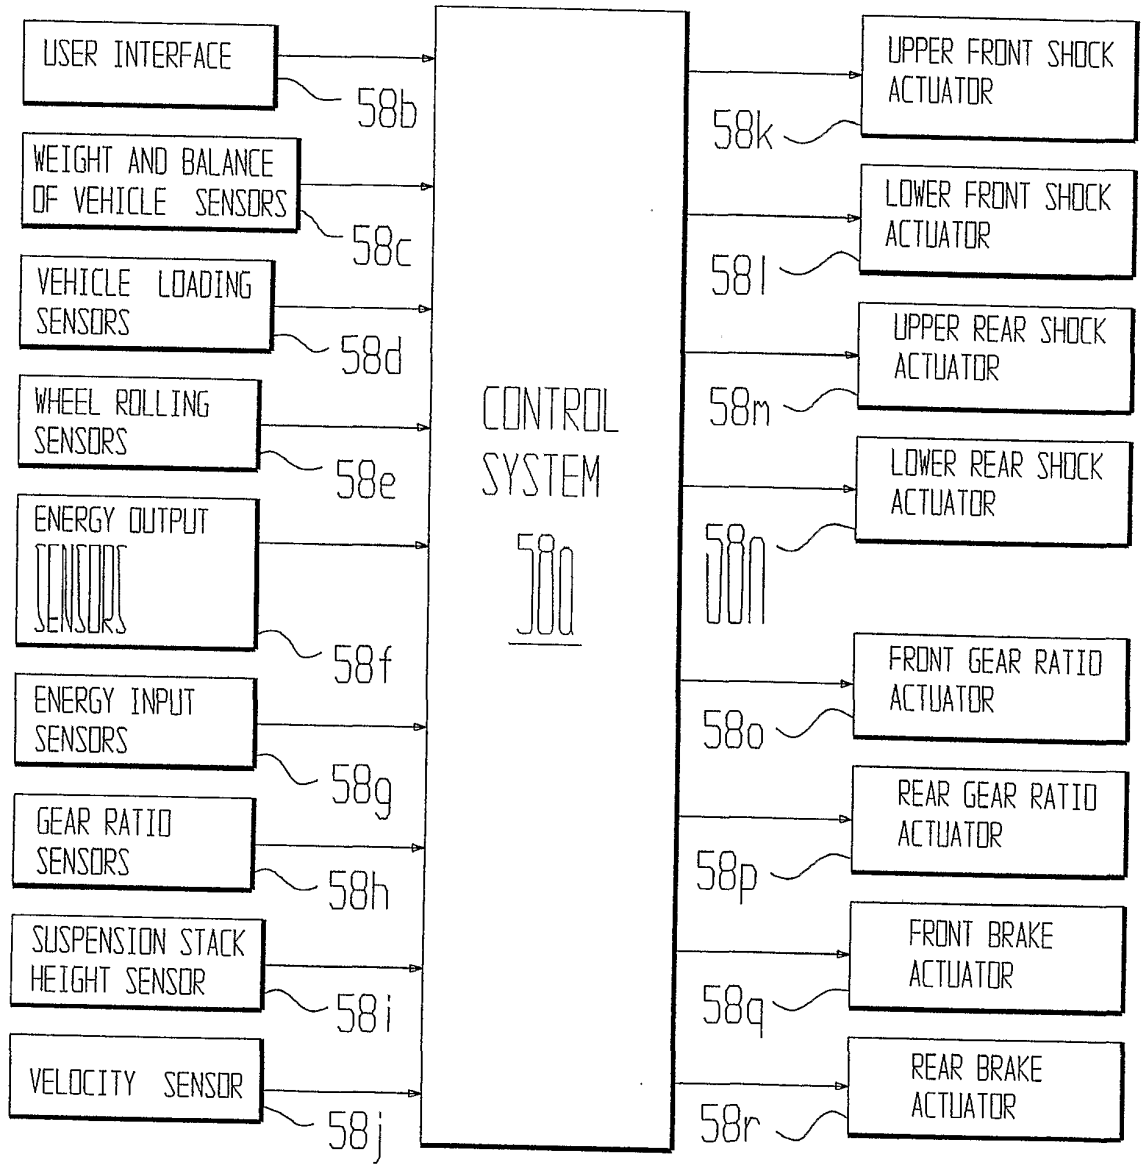 USER INTERFACE
58b
WEIGHT AND BALANCE
OF VEHICLE SENSORS
58c
VEHICLE LOADING
SENSORS
58d
WHEEL ROLLING
SENSORS
58e
ENERGY OUTPUT
SENSORS
58f
ENERGY INPUT
SENSORS
58g
GEAR RATIO
SENSORS
58h
SUSPENSION STACK
HEIGHT SENSOR
58i
VELOCITY SENSOR
58j
CONTROL
SYSTEM
58a
UPPER FRONT SHOCK
ACTUATOR
58k
LOWER FRONT SHOCK
ACTUATOR
58l
UPPER REAR SHOCK
ACTUATOR
58m
LOWER REAR SHOCK
ACTUATOR
58n
FRONT GEAR RATIO
ACTUATOR
58o
REAR GEAR RATIO
ACTUATOR
58p
FRONT BRAKE
ACTUATOR
58q
REAR BRAKE
ACTUATOR
58r